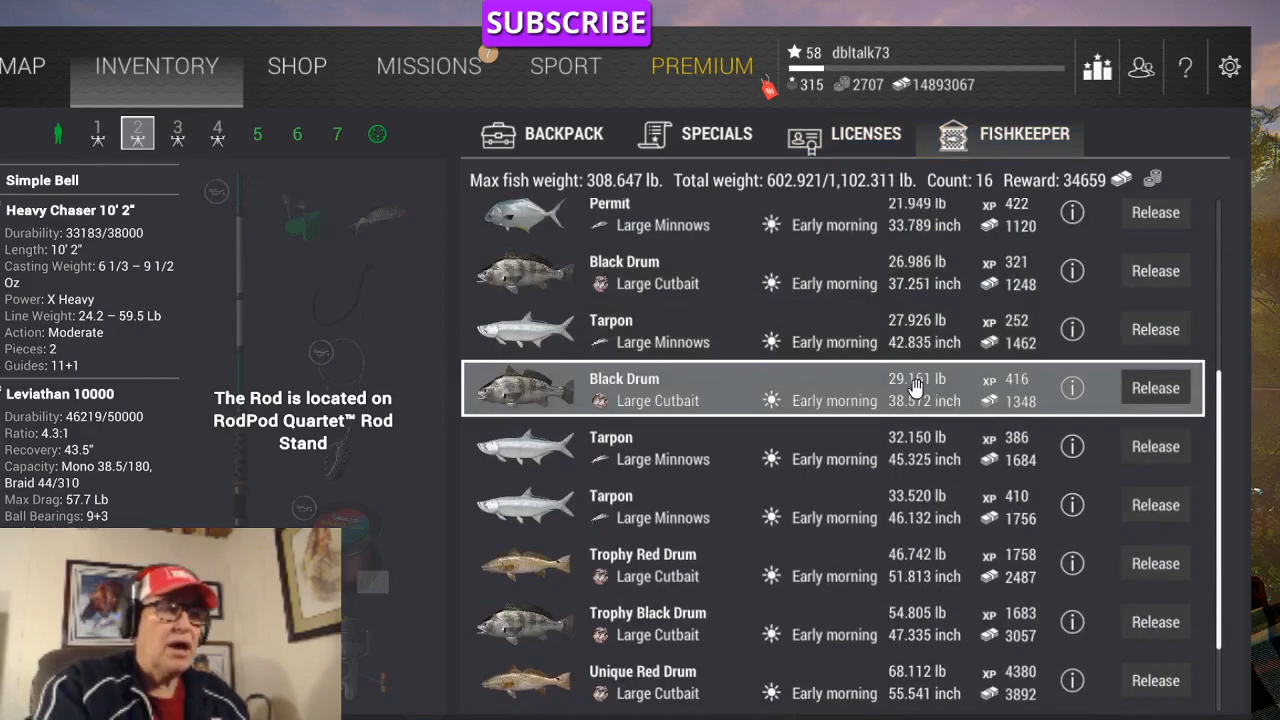 SUBSCRIBE
MAP INVENTORY SHOP MISSIONS 7 SPORT PREMIUM % 58 dbltalk73
315 2707 14893067
1 2 3 4 5 6 7
BACKPACK SPECIALS LICENSES FISHKEEPER
Max fish weight: 308.647 lb. Total weight: 602.921/1,102.311 lb. Count: 16 Reward: 34659
Simple Bell
Heavy Chaser 10' 2"
Durability: 33183/38000
Length: 10' 2"
Casting Weight: 6 1/3 – 9 1/2
Oz
Power: X Heavy
Line Weight: 24.2 – 59.5 Lb
Action: Moderate
Pieces: 2
Guides: 11+1
Leviathan 10000
Durability: 46219/50000
Ratio: 4.3:1
Recovery: 43.5"
Capacity: Mono 38.5/180,
Braid 44/310
Max Drag: 57.7 Lb
Ball Bearings: 9+3
The Rod is located on
RodPod Quartet™ Rod
Stand
Permit 21.949 lb XP 422
Large Minnows Early morning 33.789 inch 1120
Release
Black Drum 26.986 lb XP 321
Large Cutbait Early morning 37.251 inch 1248
Release
Tarpon 27.926 lb XP 252
Large Minnows Early morning 42.835 inch 1462
Release
Black Drum 29.161 lb XP 416
Large Cutbait Early morning inch 1348
Release
Tarpon 32.150 lb XP 386
Large Minnows Early morning 45.325 inch 1684
Release
Tarpon 33.520 lb XP 410
Large Minnows Early morning 46.132 inch 1756
Release
Trophy Red Drum 46.742 lb XP 1758
Large Cutbait Early morning 51.813 inch 2487
Release
Trophy Black Drum 54.805 lb XP 1683
Large Cutbait Early morning 47.335 inch 3057
Release
Unique Red Drum 68.112 lb XP 4380
Large Cutbait Early morning 55.541 inch 3892
Release